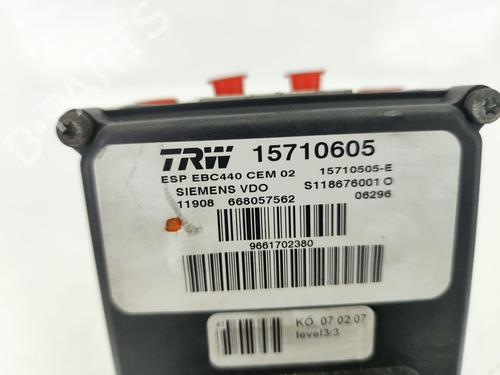 B-PARTS
TRW 15710605
ESP EBC440 CEM 02 15710505-E
SIEMENS VDO S118676001 O
11908 668057562 06296
9661702380
41 KO 07 02 07
level3/3